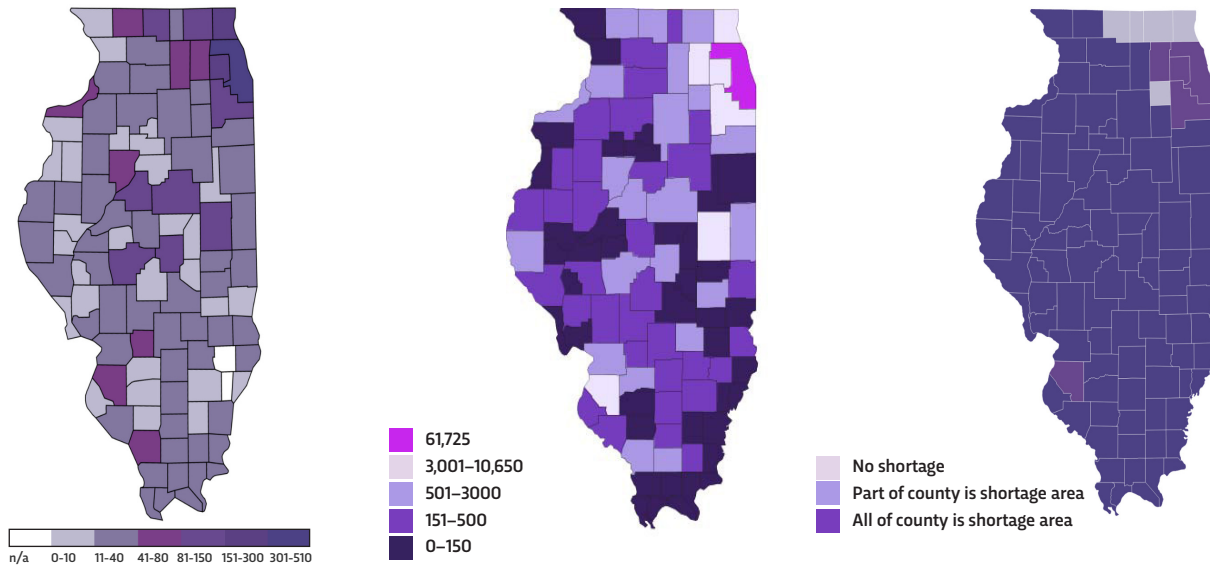 n/a 0-10 11-40 41-80 81-150 151-300 301-510
61,725
3,001–10,650
501–3000
151–500
0–150
No shortage
Part of county is shortage area
All of county is shortage area